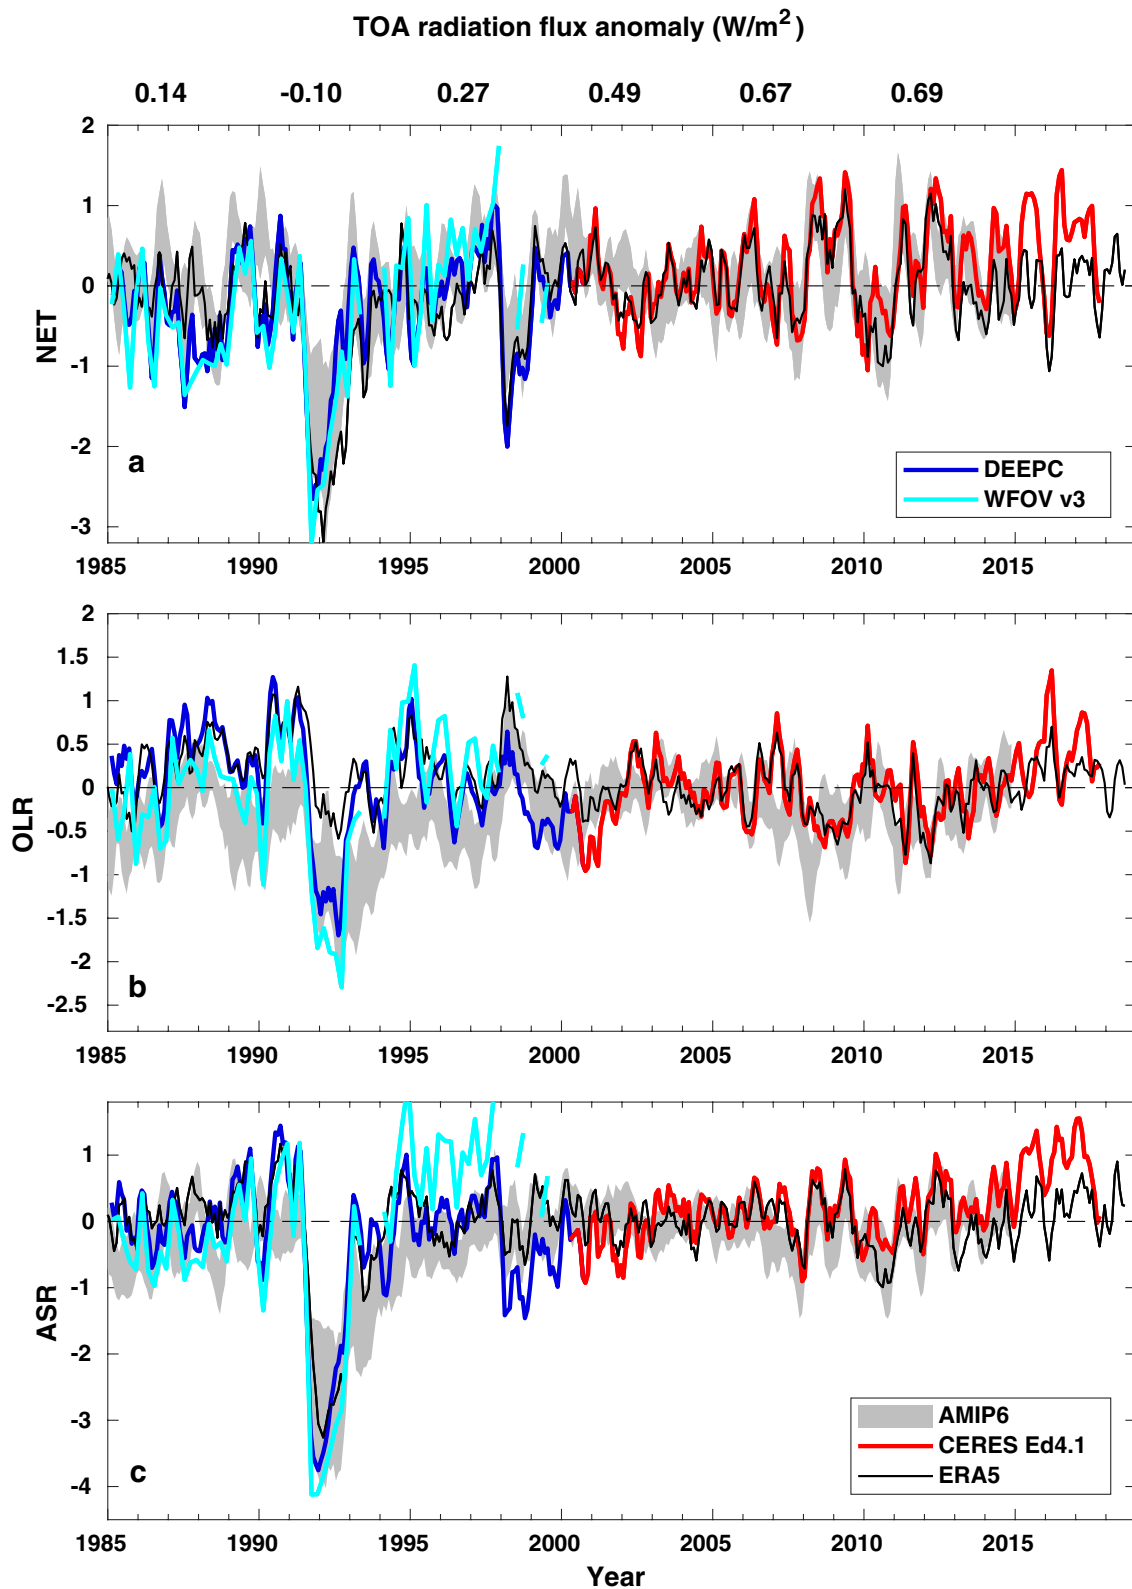 TOA radiation flux anomaly (W/m²)
0.14 -0.10 0.27 0.49 0.67 0.69
2
1
0
-1
-2
-3
NET
a
DEEPC
WFOV v3
1985 1990 1995 2000 2005 2010 2015
2
1.5
1
0.5
0
-0.5
-1
-1.5
-2
-2.5
OLR
b
1985 1990 1995 2000 2005 2010 2015
1
0
-1
-2
-3
-4
ASR
c
AMIP6
CERES Ed4.1
ERA5
1985 1990 1995 2000 2005 2010 2015
Year